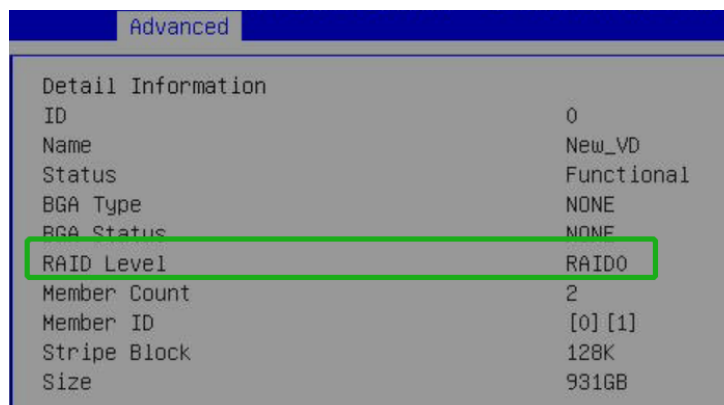 Advanced
Detail Information
ID 0
Name New_VD
Status Functional
BGA Type NONE
BGA Status NONE
RAID Level RAID0
Member Count 2
Member ID [0][1]
Stripe Block 128K
Size 931GB